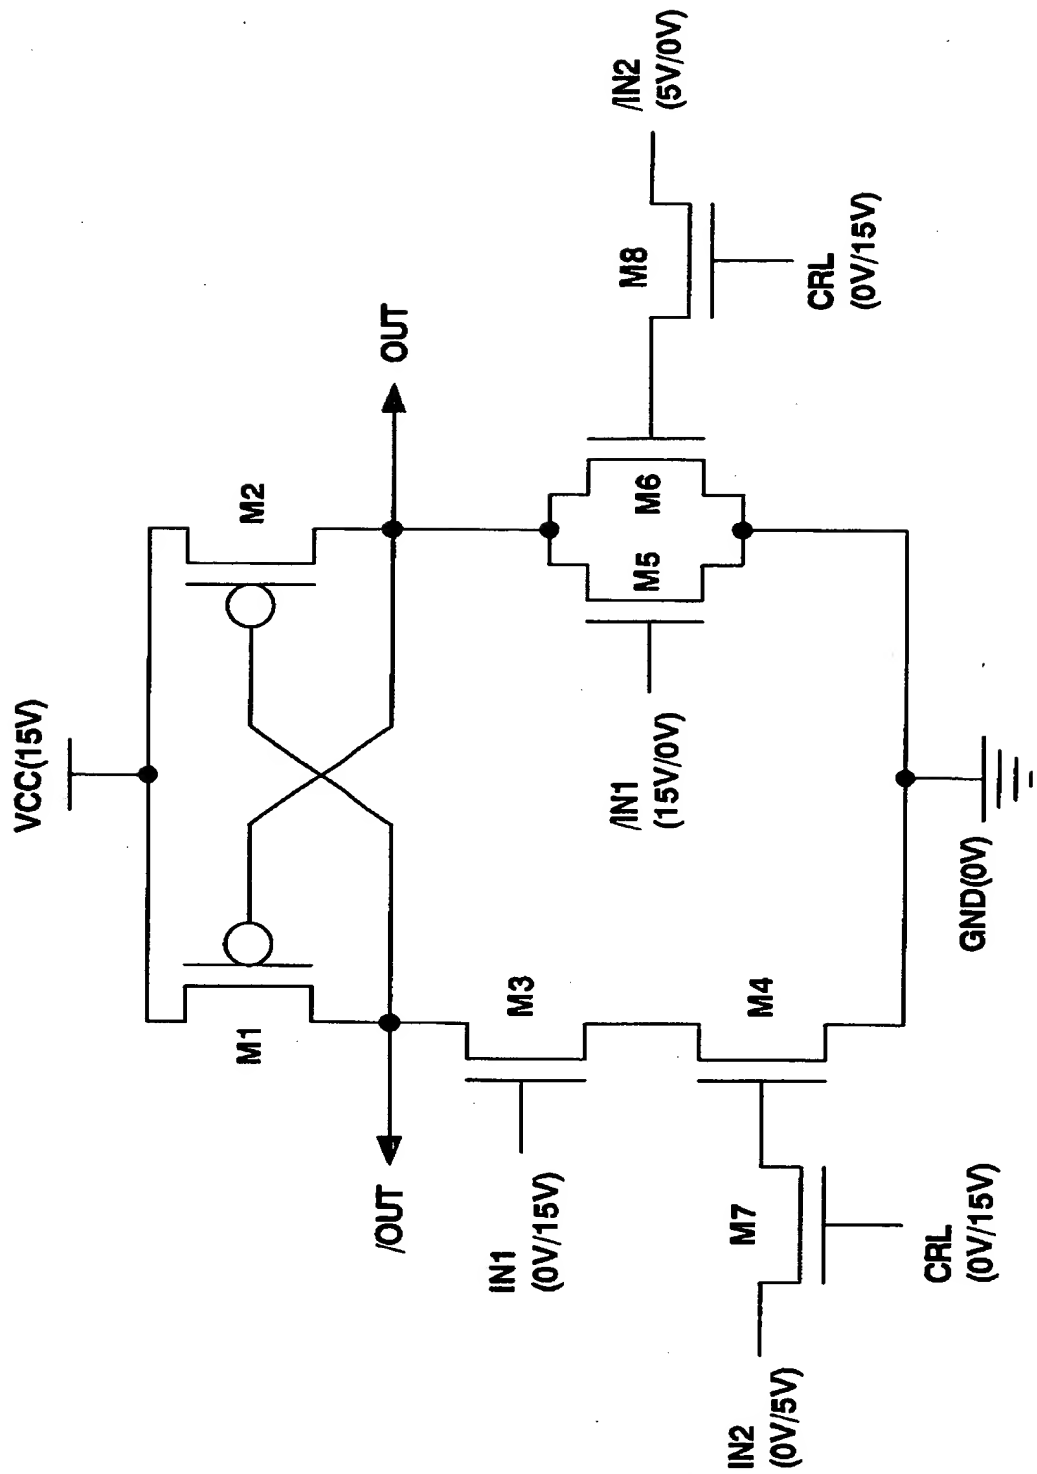 VCC(15V)
M1
M2
/OUT
OUT
IN1
(0V/15V)
M3
/IN1
(15V/0V)
M5
M6
/IN2
(5V/0V)
M8
CRL
(0V/15V)
IN2
(0V/5V)
M7
M4
CRL
(0V/15V)
GND(0V)